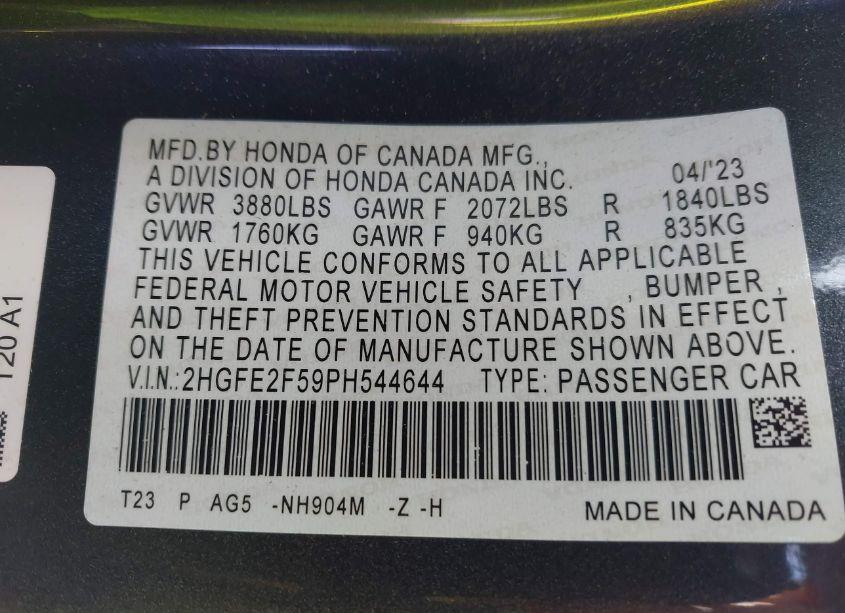 MFD.BY HONDA OF CANADA MFG.,
A DIVISION OF HONDA CANADA INC. 04/'23
GVWR 3880LBS GAWR F 2072LBS R 1840LBS
GVWR 1760KG GAWR F 940KG R 835KG
THIS VEHICLE CONFORMS TO ALL APPLICABLE
FEDERAL MOTOR VEHICLE SAFETY , BUMPER ,
AND THEFT PREVENTION STANDARDS IN EFFECT
ON THE DATE OF MANUFACTURE SHOWN ABOVE.
V.I.N.:2HGFE2F59PH544644 TYPE: PASSENGER CAR
T23 P AG5 -NH904M -Z -H MADE IN CANADA
T20 A1